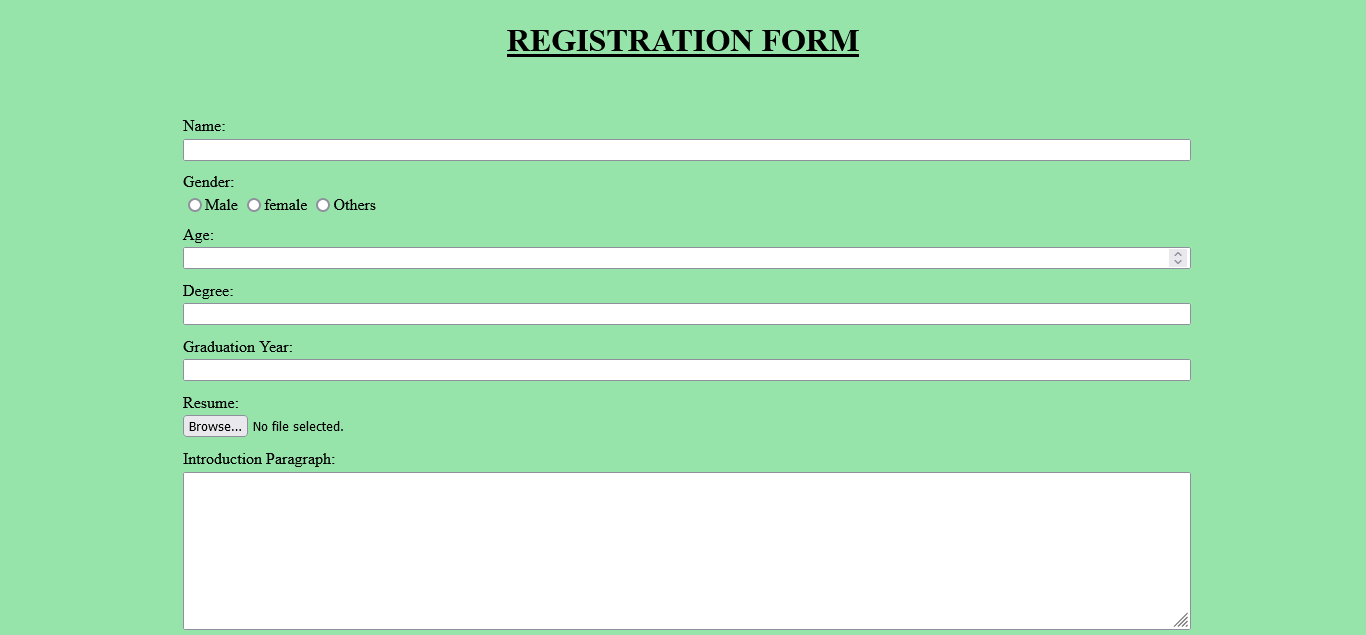 REGISTRATION FORM
Name:
Gender:
Male female Others
Age:
Degree:
Graduation Year:
Resume:
Browse... No file selected.
Introduction Paragraph: